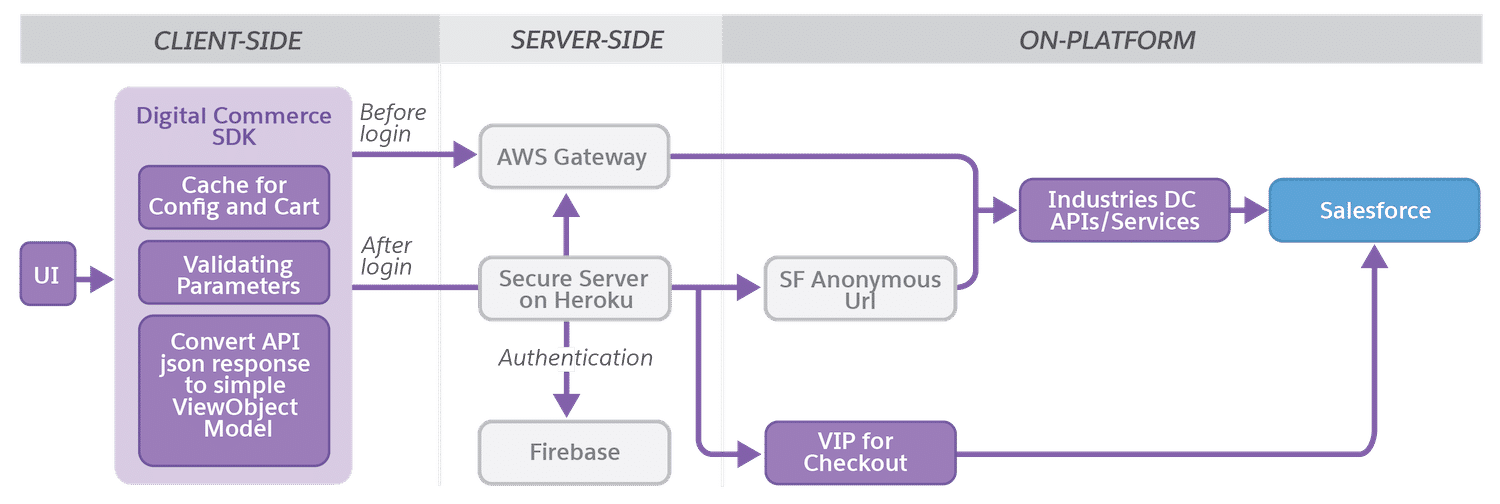 CLIENT-SIDE
SERVER-SIDE
ON-PLATFORM
Digital Commerce
SDK
Cache for
Config and Cart
Validating
Parameters
Convert API
json response
to simple
ViewObject
Model
UI
Before
login
After
login
AWS Gateway
Secure Server
on Heroku
Authentication
Firebase
SF Anonymous
Url
VIP for
Checkout
Industries DC
APIs/Services
Salesforce